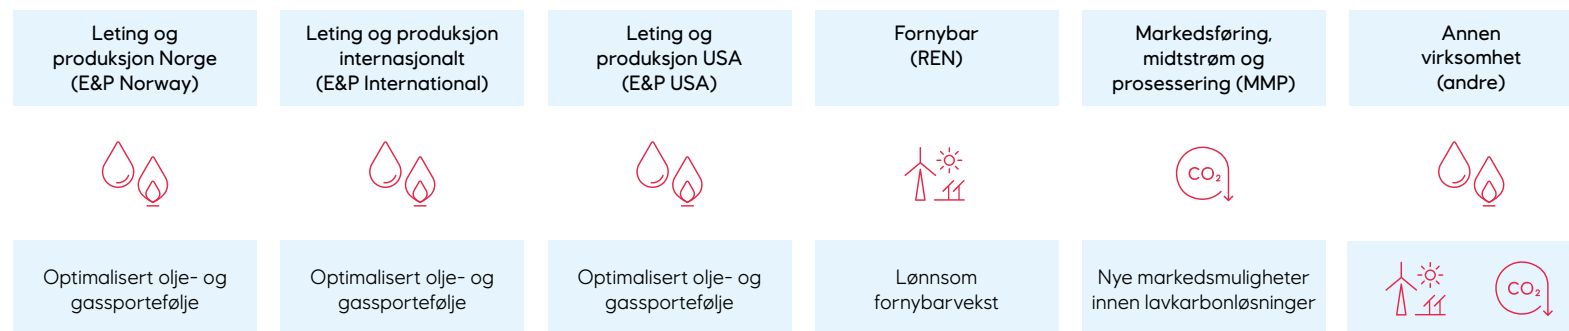 Leting og
produksjon Norge
(E&P Norway)
Leting og produksjon
internasjonalt
(E&P International)
Leting og
produksjon USA
(E&P USA)
Fornybar
(REN)
Markedsføring,
midtstrøm og
prosessering (MMP)
Annen
virksomhet
(andre)
CO₂
Optimalisert olje- og
gassportefølje
Optimalisert olje- og
gassportefølje
Optimalisert olje- og
gassportefølje
Lønnsom
fornybarvekst
Nye markedsmuligheter
innen lavkarbonløsninger
CO₂